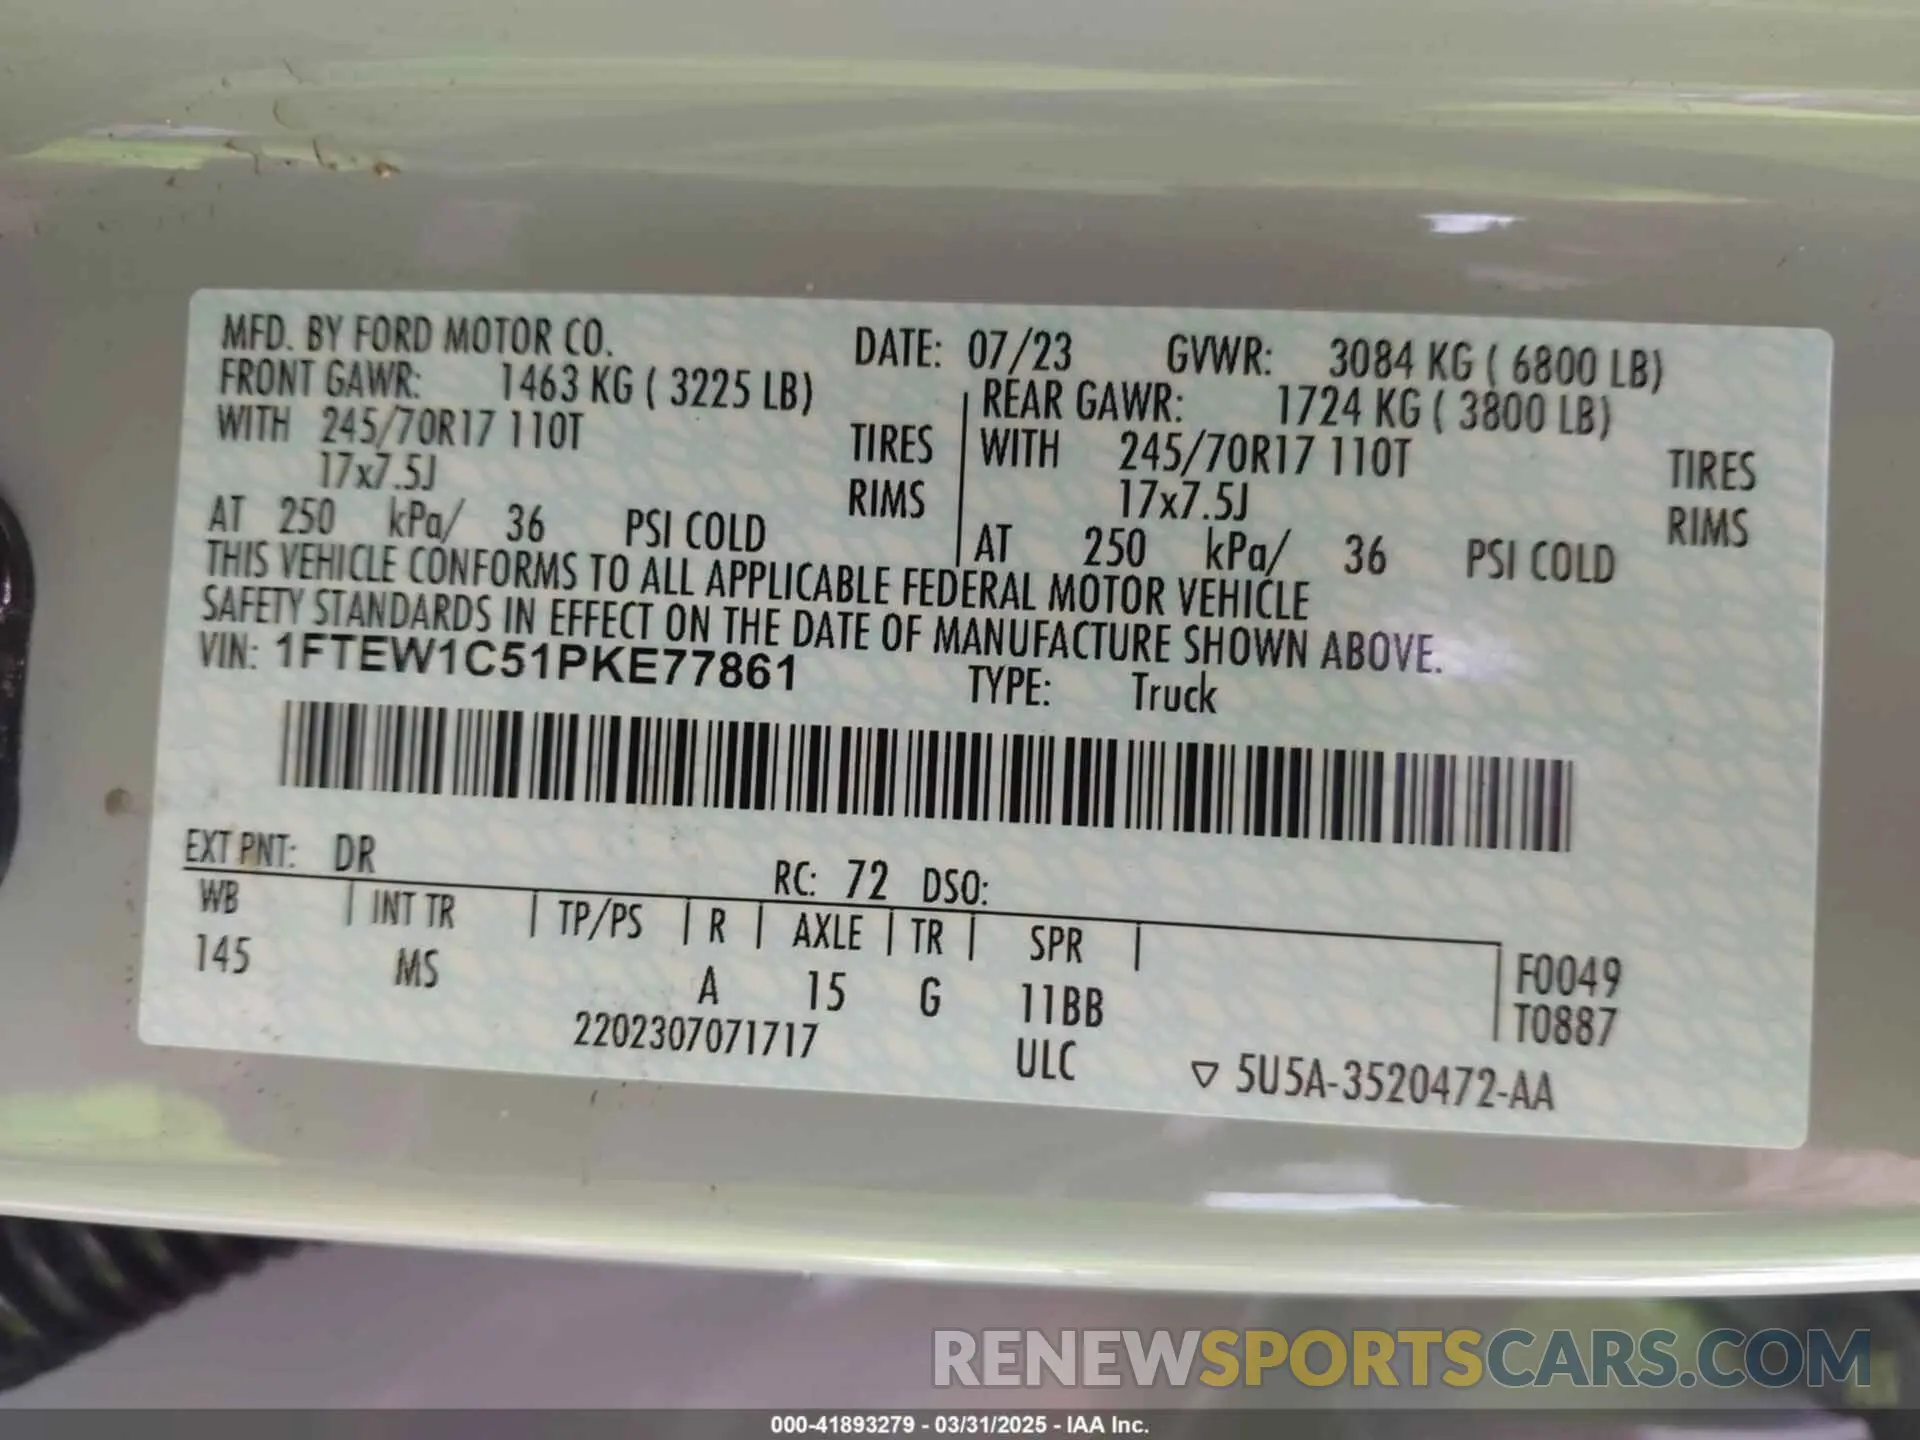 MFD. BY FORD MOTOR CO. DATE: 07/23 GVWR: 3084 KG ( 6800 LB)
FRONT GAWR: 1463 KG ( 3225 LB) REAR GAWR: 1724 KG ( 3800 LB)
WITH 245/70R17 110T TIRES WITH 245/70R17 110T TIRES
17x7.5J RIMS 17x7.5J RIMS
AT 250 kPa/ 36 PSI COLD AT 250 kPa/ 36 PSI COLD
THIS VEHICLE CONFORMS TO ALL APPLICABLE FEDERAL MOTOR VEHICLE
SAFETY STANDARDS IN EFFECT ON THE DATE OF MANUFACTURE SHOWN ABOVE.
VIN: 1FTEW1C51PKE77861 TYPE: Truck
EXT PNT: DR RC: 72 DSO:
WB INT TR TP/PS R AXLE TR SPR F0049
145 MS A 15 G 11BB T0887
2202307071717 ULC ▽ 5U5A-3520472-AA
RENEWSPORTSCARS.COM
000-41893279 - 03/31/2025 - IAA Inc.